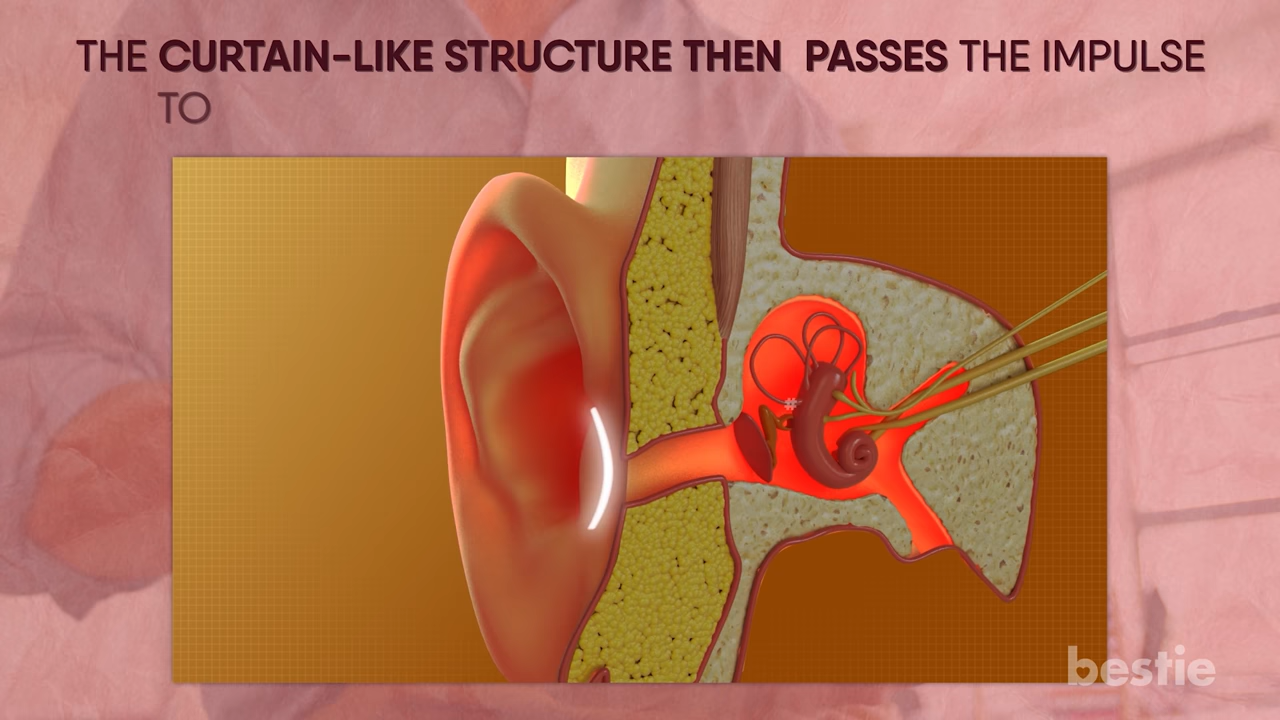 THE CURTAIN-LIKE STRUCTURE THEN PASSES THE IMPULSE
TO
#
bestie